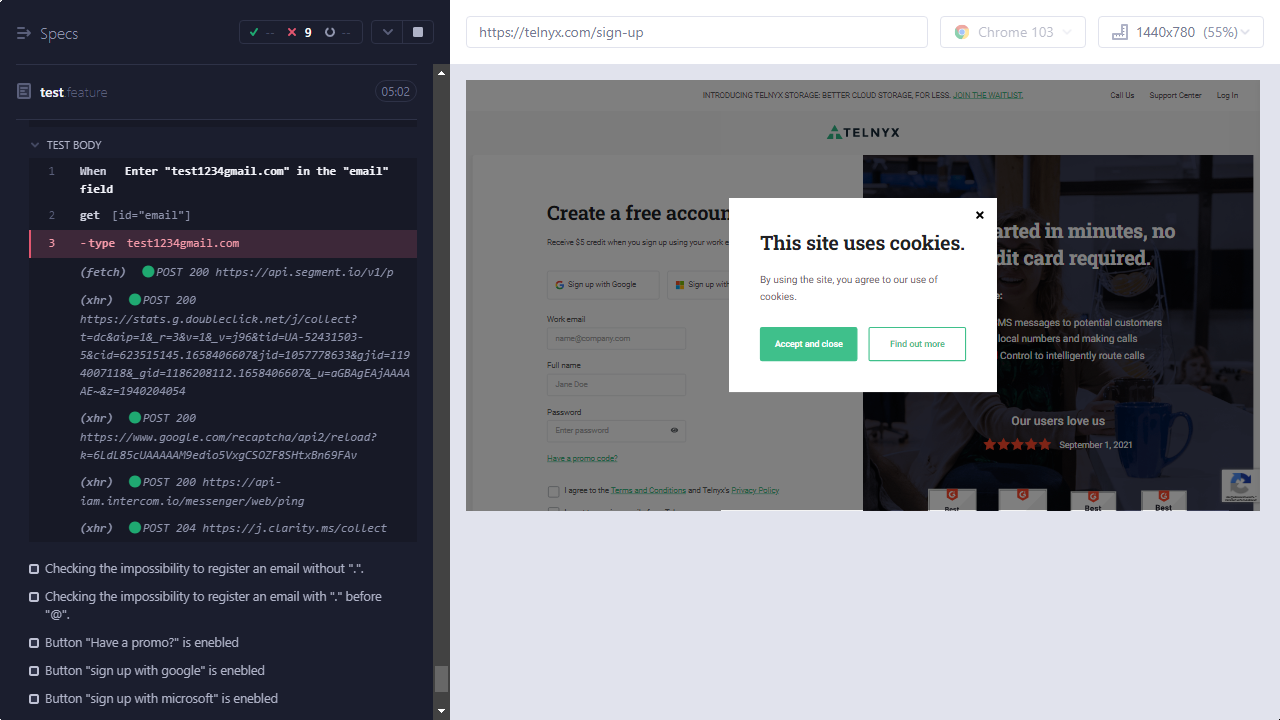 Specs
-- 9 --
https://telnyx.com/sign-up
Chrome 103
1440x780 (55%)
test.feature
05:02
TEST BODY
1 When Enter "test1234gmail.com" in the "email"
field
2 get [id="email"]
3 -type test1234gmail.com
(fetch) POST 200 https://api.segment.io/v1/p
(xhr) POST 200
https://stats.g.doubleclick.net/j/collect?
t=dc&aip=1&_r=3&v=1&_v=j96&tid=UA-52431503-
1&cid=623515145.1658406607&jid=1057778633&gjid=119
4007118&_gid=1186208112.1658406607&_u=aGBAgEAjAAAA
AE~&z=1940204054
(xhr) POST 200
https://www.google.com/recaptcha/api2/reload?
k=6LdL85cUAAAAAM9edio5VxgCSOZF8SHtxBn69FAv
(xhr) POST 200 https://api-
iam.intercom.io/messenger/web/ping
(xhr) POST 204 https://j.clarity.ms/collect
Checking the impossibility to register an email without ".".
Checking the impossibility to register an email with "." before
"@".
Button "Have a promo?" is enebled
Button "sign up with google" is enebled
Button "sign up with microsoft" is enebled
INTRODUCING TELNYX STORAGE: BETTER CLOUD STORAGE, FOR LESS. JOIN THE WAITLIST.
Call Us Support Center Log In
TELNYX
Create a free accoun
Receive $5 credit when you sign up using your work e
Sign up with Google
Sign up with
Work email
name@company.com
Full name
Jane Doe
Password
Enter password
Have a promo code?
I agree to the Terms and Conditions and Telnyx's Privacy Policy
This site uses cookies.
By using the site, you agree to our use of
cookies.
Accept and close
Find out more
arted in minutes, no
dit card required.
e:
MS messages to potential customers
local numbers and making calls
Control to intelligently route calls
Our users love us
September 1, 2021
Best
Best
Best